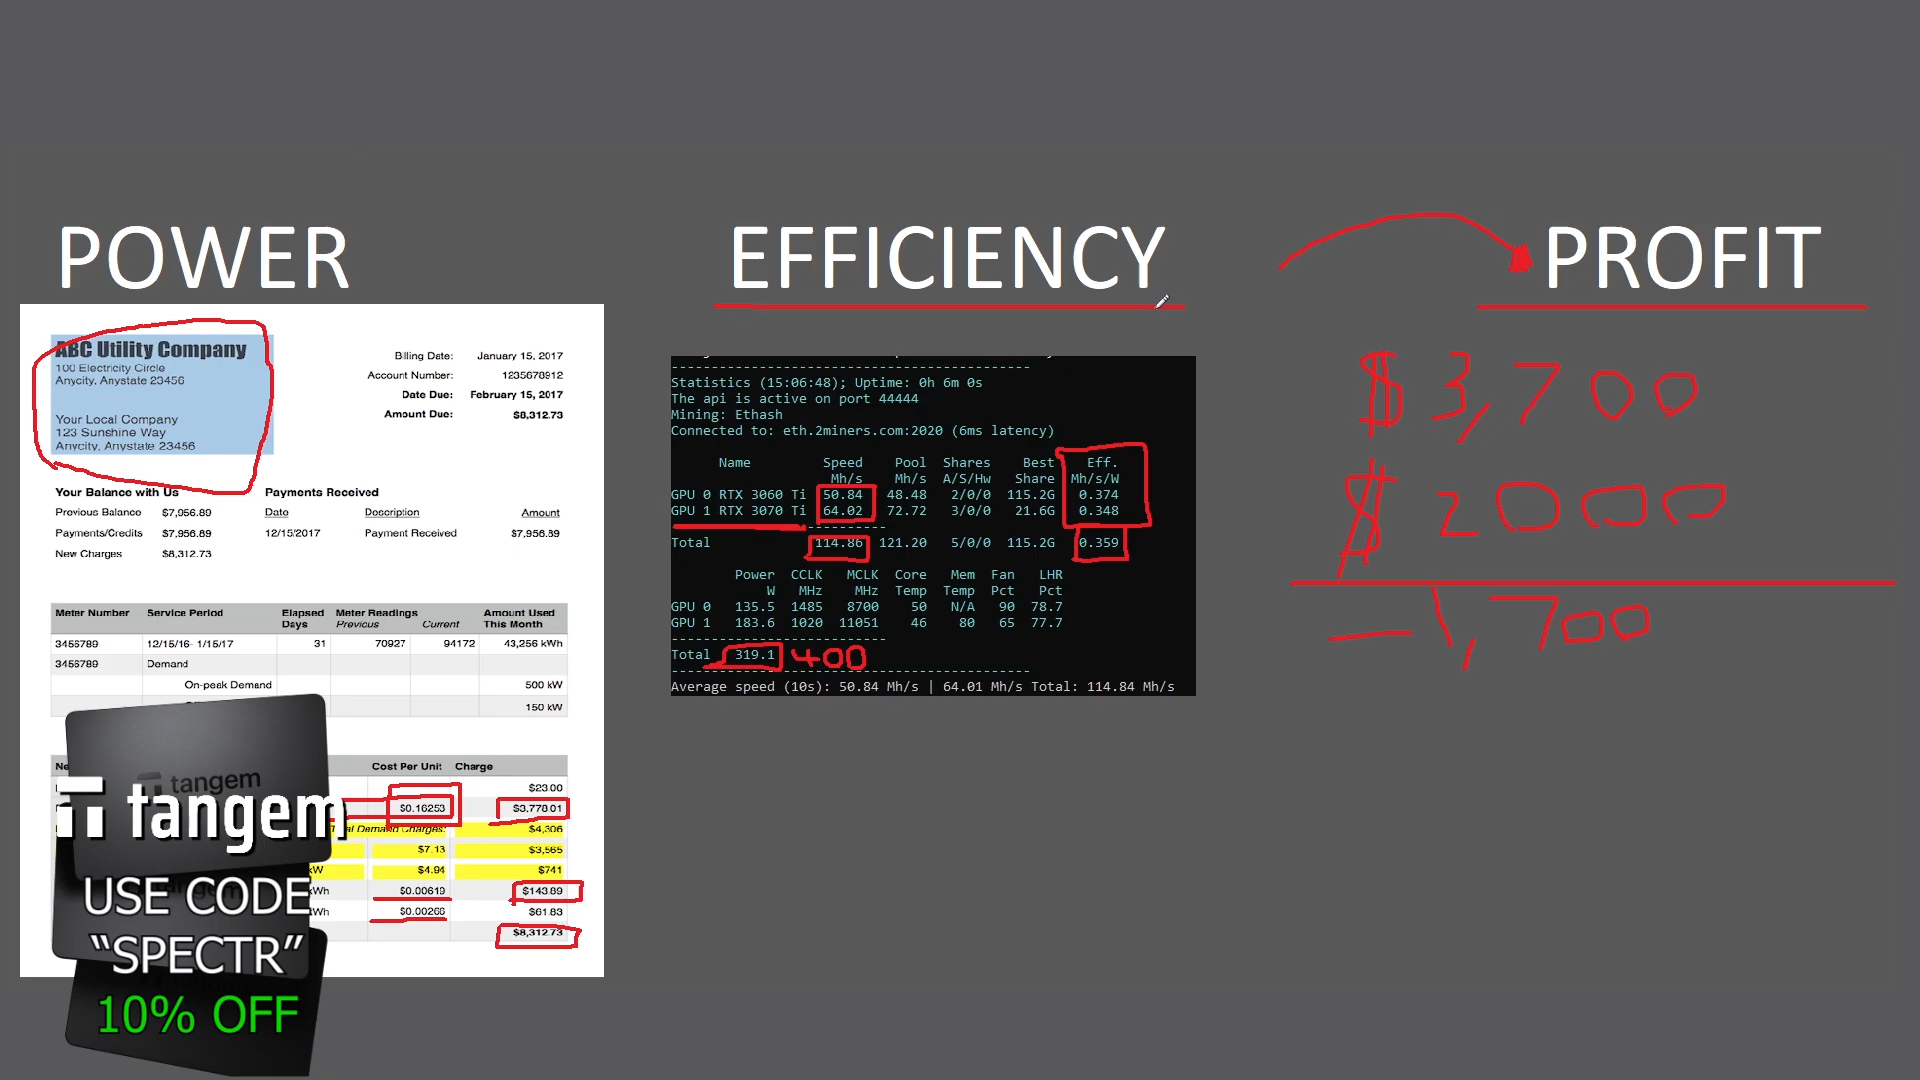 POWER
EFFICIENCY
PROFIT
ABC Utility Company
100 Electricity Circle
Anycity, Anystate 23456
Your Local Company
123 Sunshine Way
Anycity, Anystate 23456
Billing Date: January 15, 2017
Account Number: 1235678912
Date Due: February 15, 2017
Amount Due: $8,312.73
Your Balance with Us
Previous Balance $7,956.89
Payments/Credits $7,956.89
New Charges $8,312.73
Payments Received
Date Description Amount
12/15/2017 Payment Received $7,956.89
Meter Number Service Period Elapsed Days Meter Readings Previous Current Amount Used This Month
3456789 12/15/16- 1/15/17 31 70927 94172 43,256 kWh
3456789 Demand
On-peak Demand 500 kW
150 kW
Cost Per Unit Charge
$23.00
$0.16253 $3,778.01
Demand Charges: $4,306
$7.13 $3,565
kW $4.94 $741
kWh $0.00619 $143.89
kWh $0.00266 $61.83
$8,312.73
tangem
tangem
USE CODE
“SPECTR”
10% OFF
Statistics (15:06:48); Uptime: 0h 6m 0s
The api is active on port 44444
Mining: Ethash
Connected to: eth.2miners.com:2020 (6ms latency)
Name Speed Pool Shares Best Eff.
Mh/s Mh/s A/S/Hw Share Mh/s/W
GPU 0 RTX 3060 Ti 50.84 48.48 2/0/0 115.2G 0.374
GPU 1 RTX 3070 Ti 64.02 72.72 3/0/0 21.6G 0.348
Total 114.86 121.20 5/0/0 115.2G 0.359
Power CCLK MCLK Core Mem Fan LHR
W MHz MHz Temp Temp Pct Pct
GPU 0 135.5 1485 8700 50 N/A 90 78.7
GPU 1 183.6 1020 11051 46 80 65 77.7
Total 319.1 400
Average speed (10s): 50.84 Mh/s | 64.01 Mh/s Total: 114.84 Mh/s
$3,700
$2000
-1,700